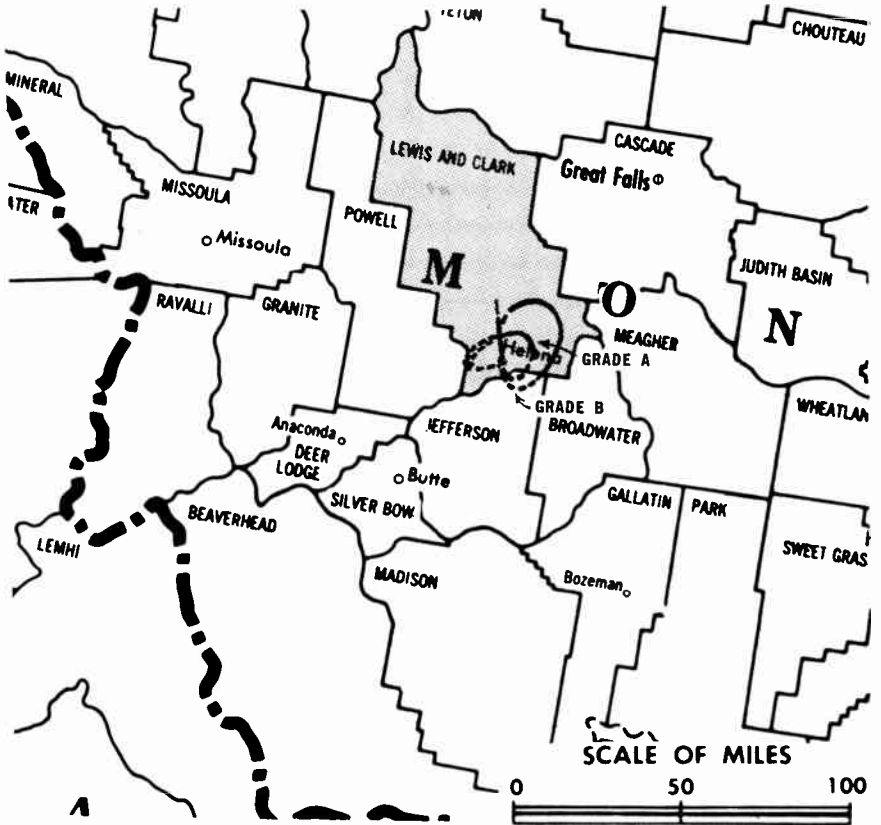 TETON
CHOUTEAU
MINERAL
CASCADE
LEWIS AND CLARK
Great Falls
MISSOULA
POWELL
Missoula
M
JUDITH BASIN
O
N
RAVALLI
GRANITE
MEAGHER
Helena
GRADE A
GRADE B
WHEATLAN
JEFFERSON
BROADWATER
Anaconda
DEER
LODGE
Butte
GALLATIN
PARK
SILVER BOW
BEAVERHEAD
LEMHI
SWEET GRAS
MADISON
Bozeman
SCALE OF MILES
0 50 100